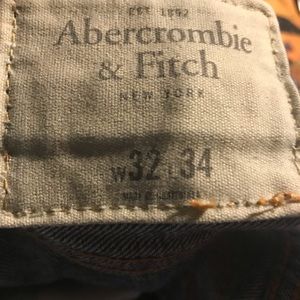 EST 1892
Abercrombie
& Fitch
NEW YORK
W32 L34